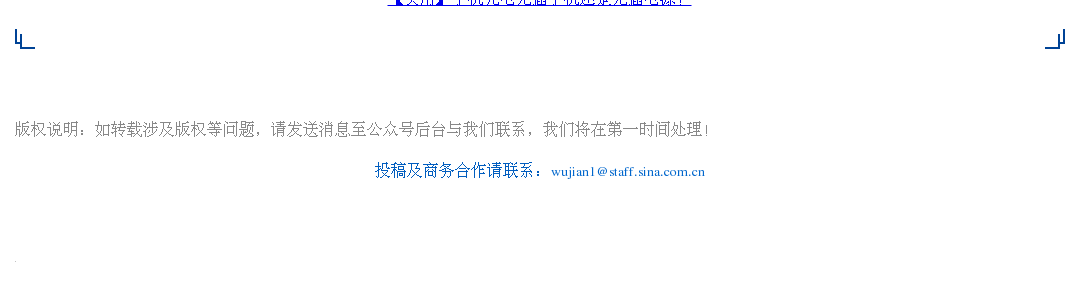 版权说明：如转载涉及版权等问题，请发送消息至公众号后台与我们联系，我们将在第一时间处理！
投稿及商务合作请联系：wujian1@staff.sina.com.cn